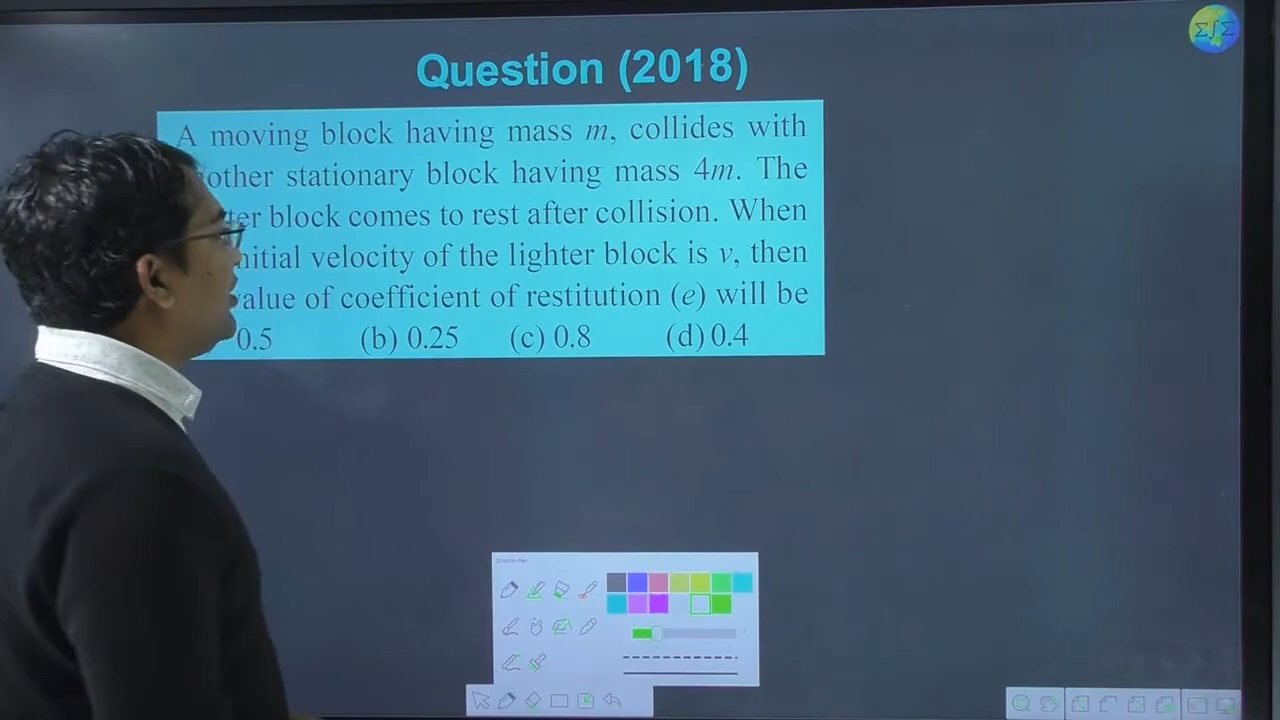 Question (2018)
A moving block having mass m, collides with
other stationary block having mass 4m. The
ter block comes to rest after collision. When
nitial velocity of the lighter block is v, then
alue of coefficient of restitution (e) will be
0.5 (b) 0.25 (c) 0.8 (d) 0.4
Σ∫Σ